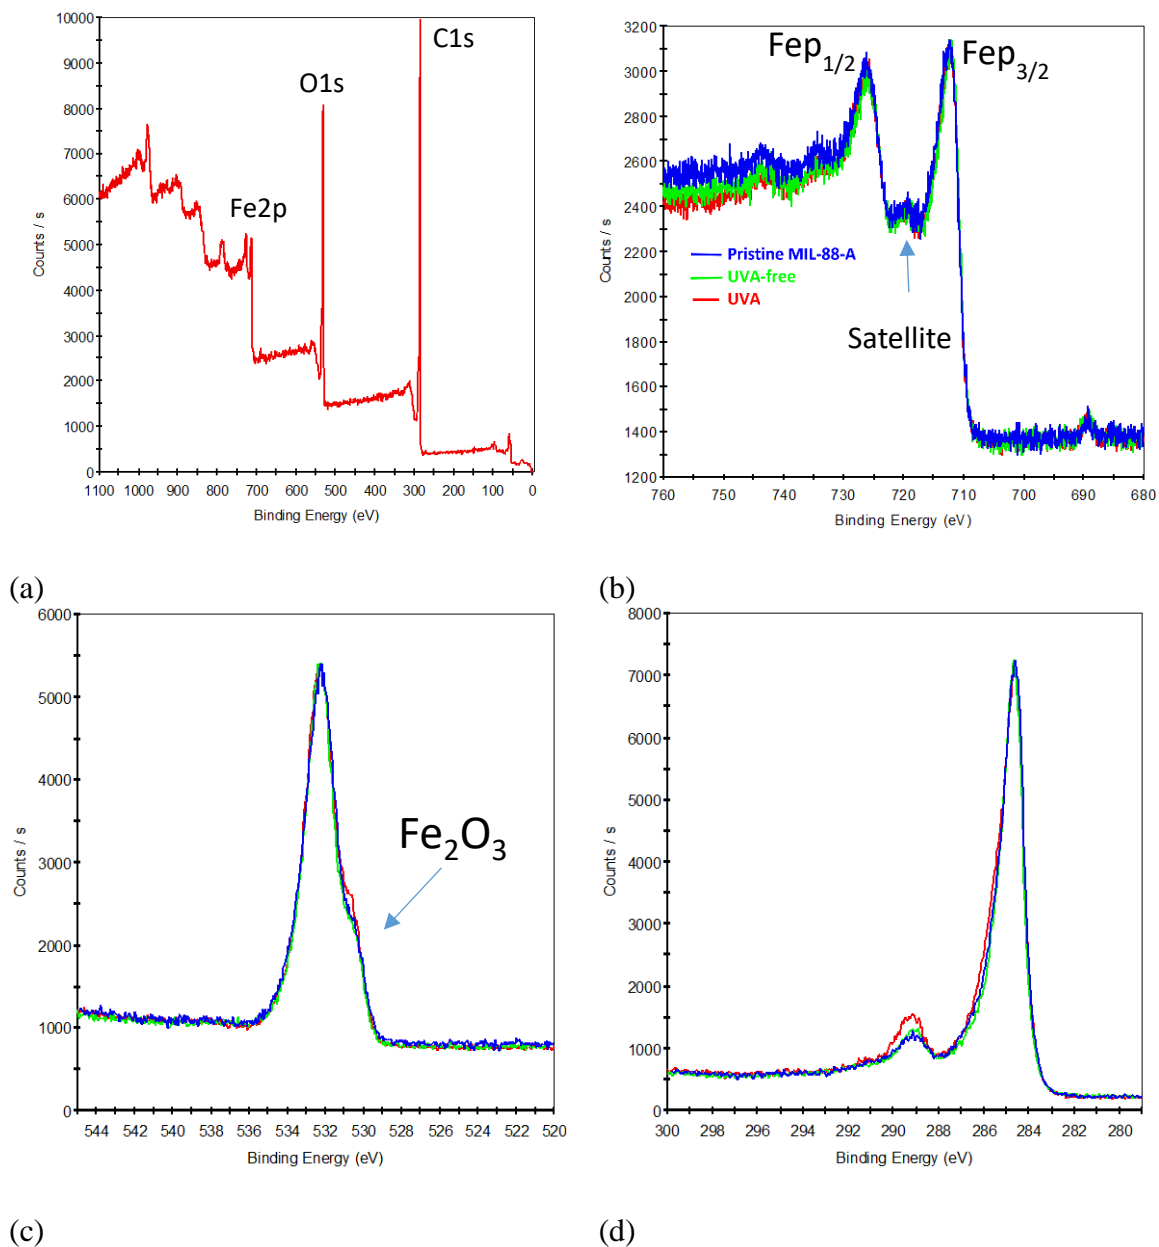 10000
9000
8000
7000
6000
5000
4000
3000
2000
1000
0
Counts / s
C1s
O1s
Fe2p
1100 1000 900 800 700 600 500 400 300 200 100 0
Binding Energy (eV)
(a)
3200
3000
2800
2600
2400
2200
2000
1800
1600
1400
1200
Counts / s
Fep1/2
Fep3/2
Pristine MIL-88-A
UVA-free
UVA
Satellite
760 750 740 730 720 710 700 690 680
Binding Energy (eV)
(b)
6000
5000
4000
3000
2000
1000
0
Counts / s
Fe2O3
544 542 540 538 536 534 532 530 528 526 524 522 520
Binding Energy (eV)
(c)
8000
7000
6000
5000
4000
3000
2000
1000
0
Counts / s
300 298 296 294 292 290 288 286 284 282 280
Binding Energy (eV)
(d)